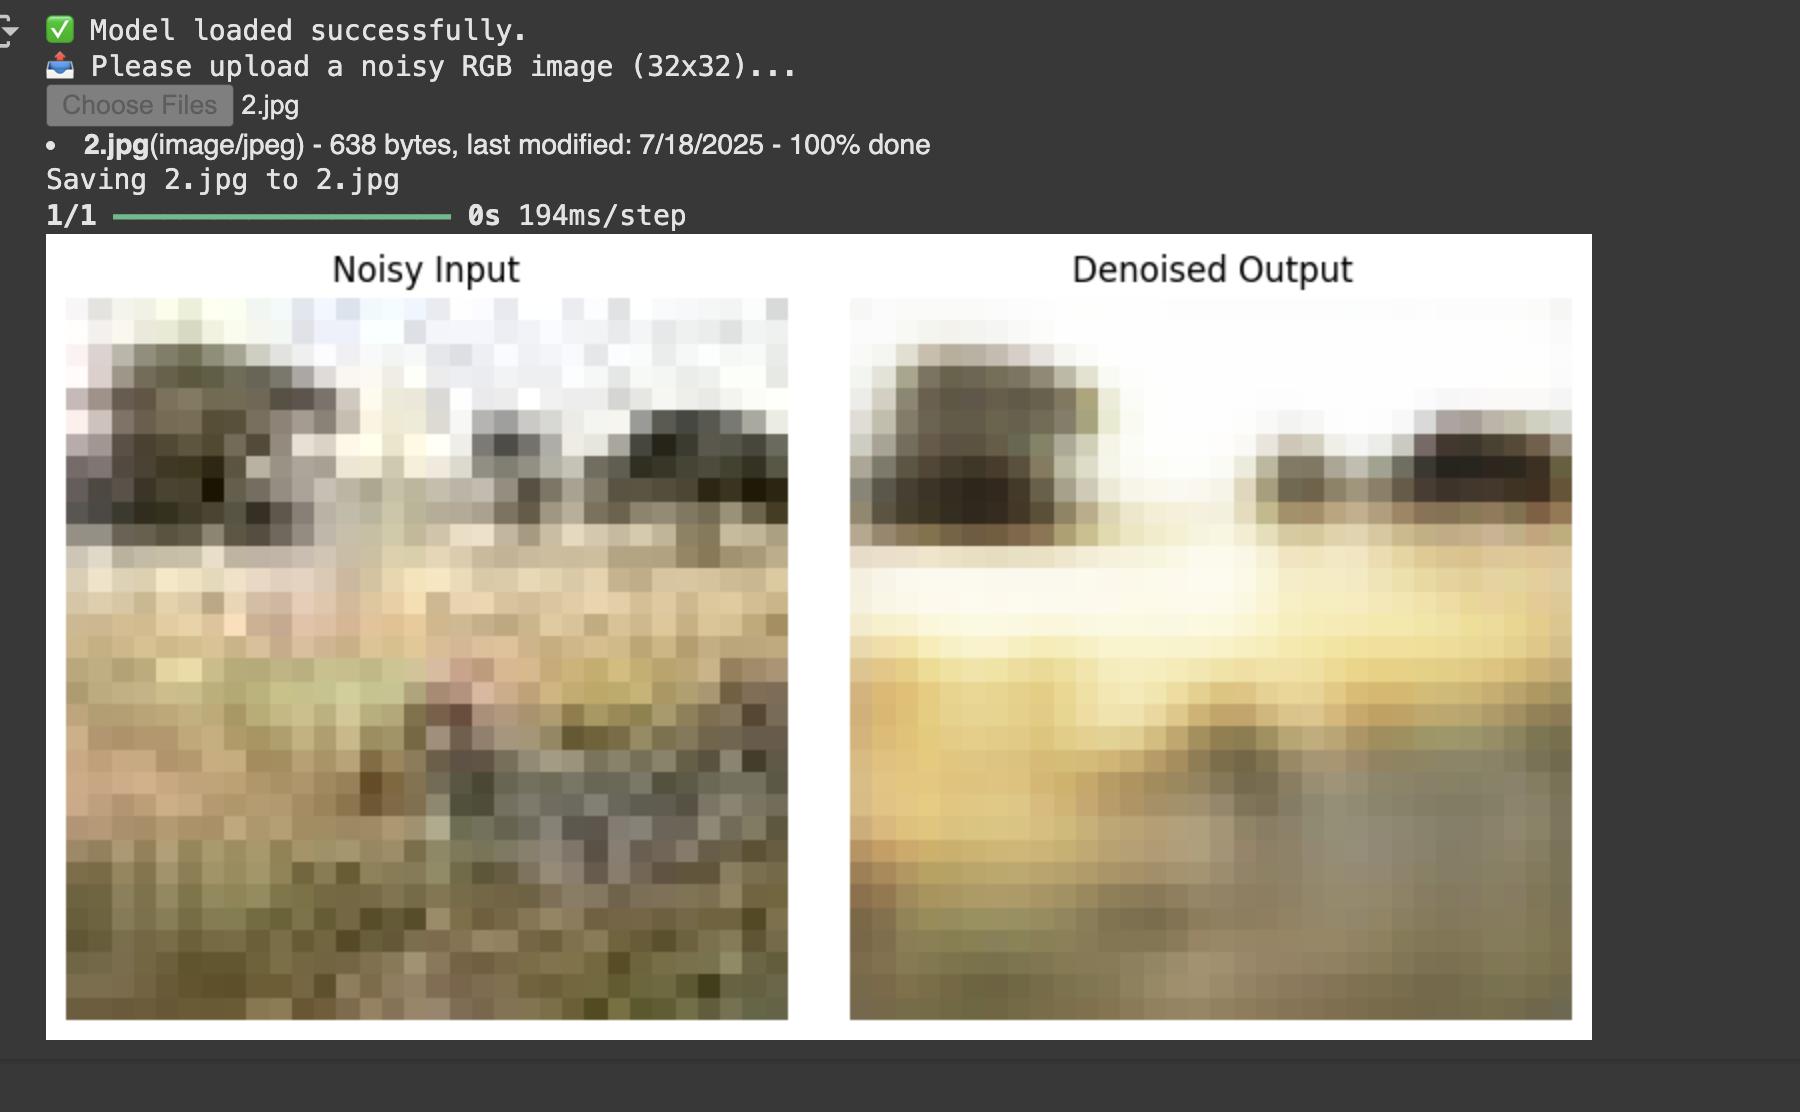 ✅ Model loaded successfully.
📤 Please upload a noisy RGB image (32x32)...
Choose Files 2.jpg
• 2.jpg(image/jpeg) - 638 bytes, last modified: 7/18/2025 - 100% done
Saving 2.jpg to 2.jpg
1/1 0s 194ms/step
Noisy Input Denoised Output